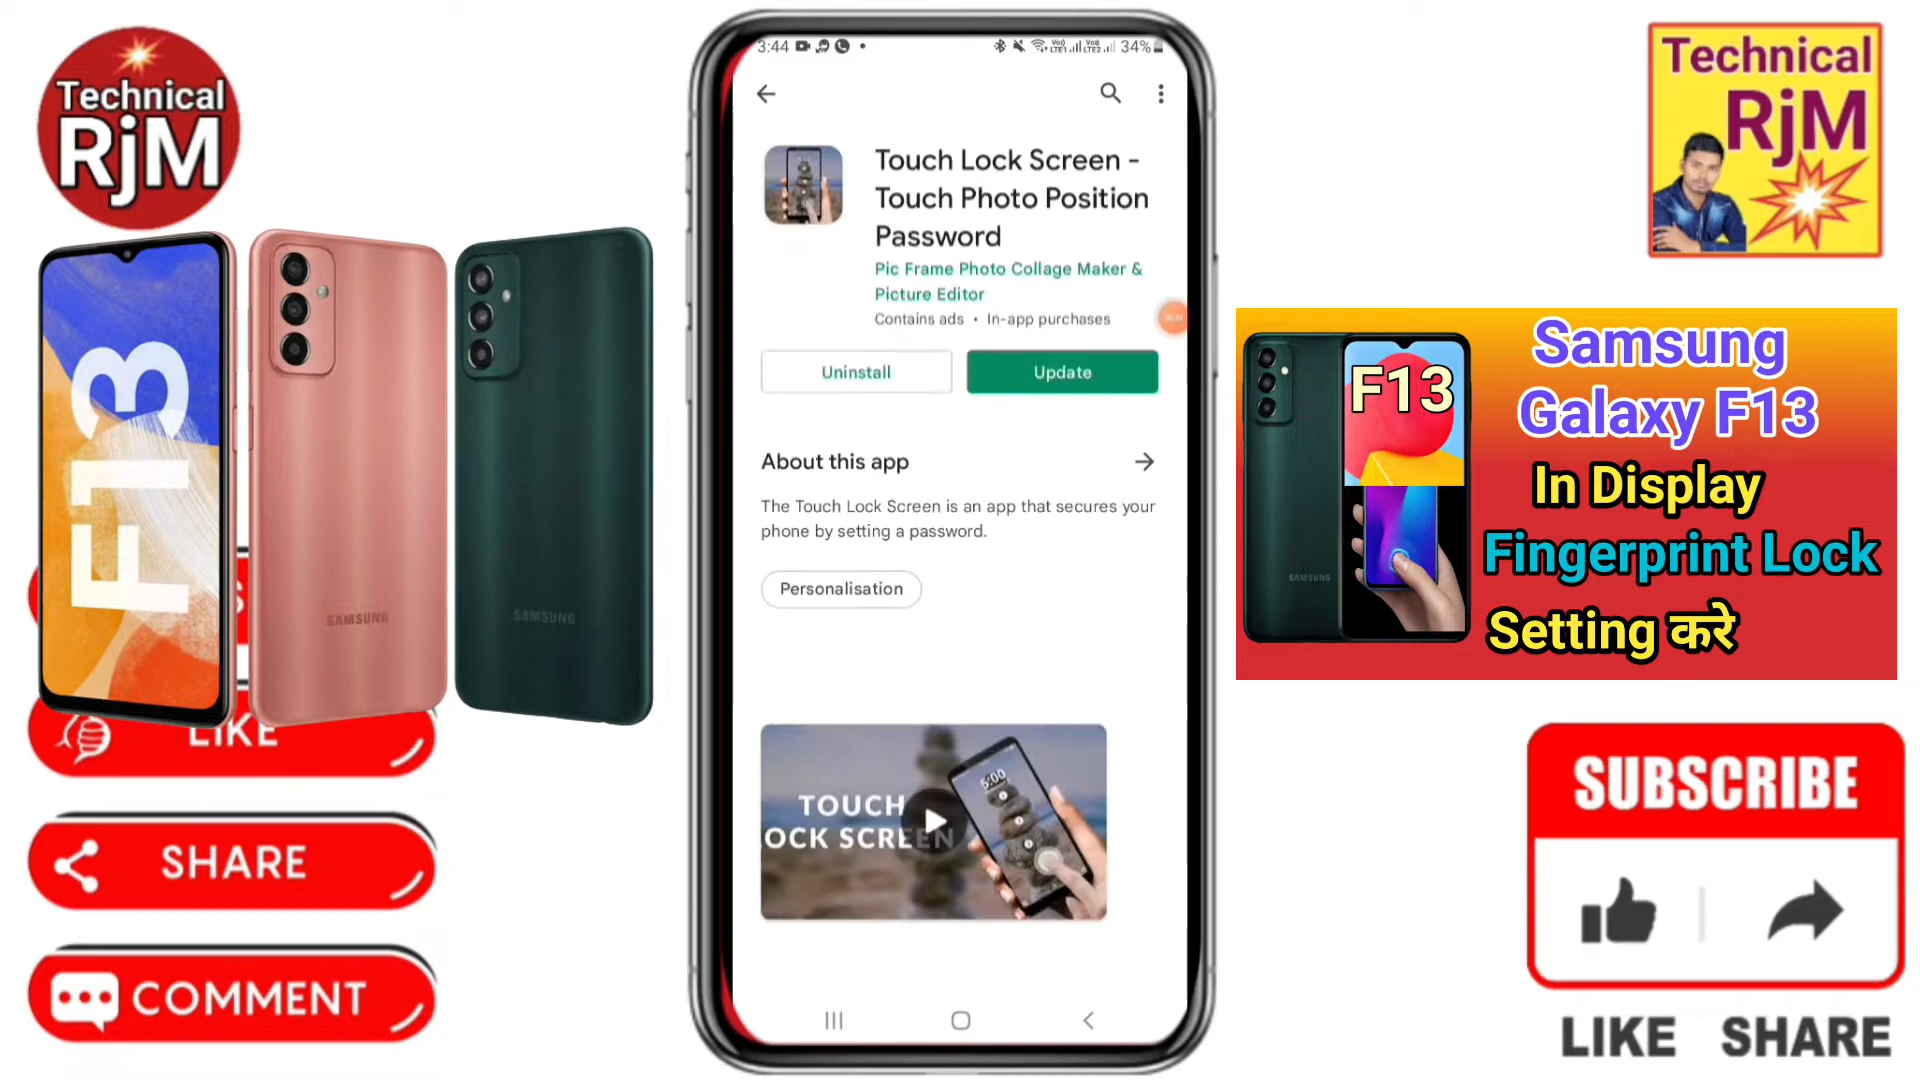 Technical
RjM
F13
SAMSUNG
SAMSUNG
LIKE
SHARE
COMMENT
3:44
34%
Touch Lock Screen -
Touch Photo Position
Password
Pic Frame Photo Collage Maker &
Picture Editor
Contains ads • In-app purchases
Uninstall
Update
About this app
The Touch Lock Screen is an app that secures your
phone by setting a password.
Personalisation
TOUCH
LOCK SCREEN
5:00
Technical
RjM
F13
SAMSUNG
Samsung
Galaxy F13
In Display
Fingerprint Lock
Setting करे
SUBSCRIBE
LIKE SHARE